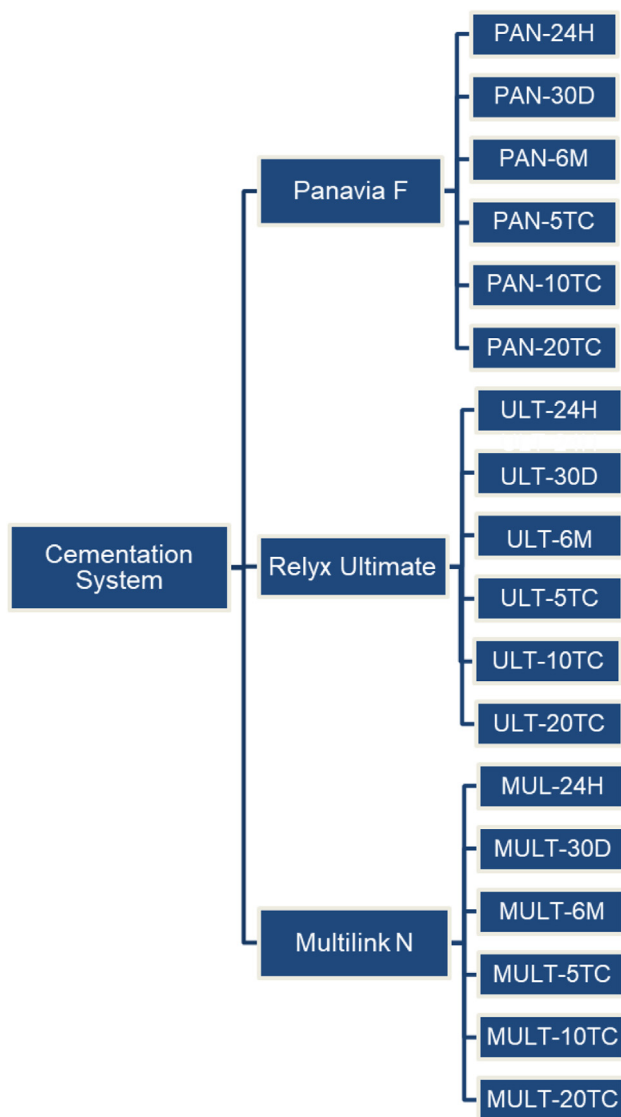 Cementation
System
Panavia F
PAN-24H
PAN-30D
PAN-6M
PAN-5TC
PAN-10TC
PAN-20TC
Relyx Ultimate
ULT-24H
ULT-30D
ULT-6M
ULT-5TC
ULT-10TC
ULT-20TC
Multilink N
MUL-24H
MULT-30D
MULT-6M
MULT-5TC
MULT-10TC
MULT-20TC